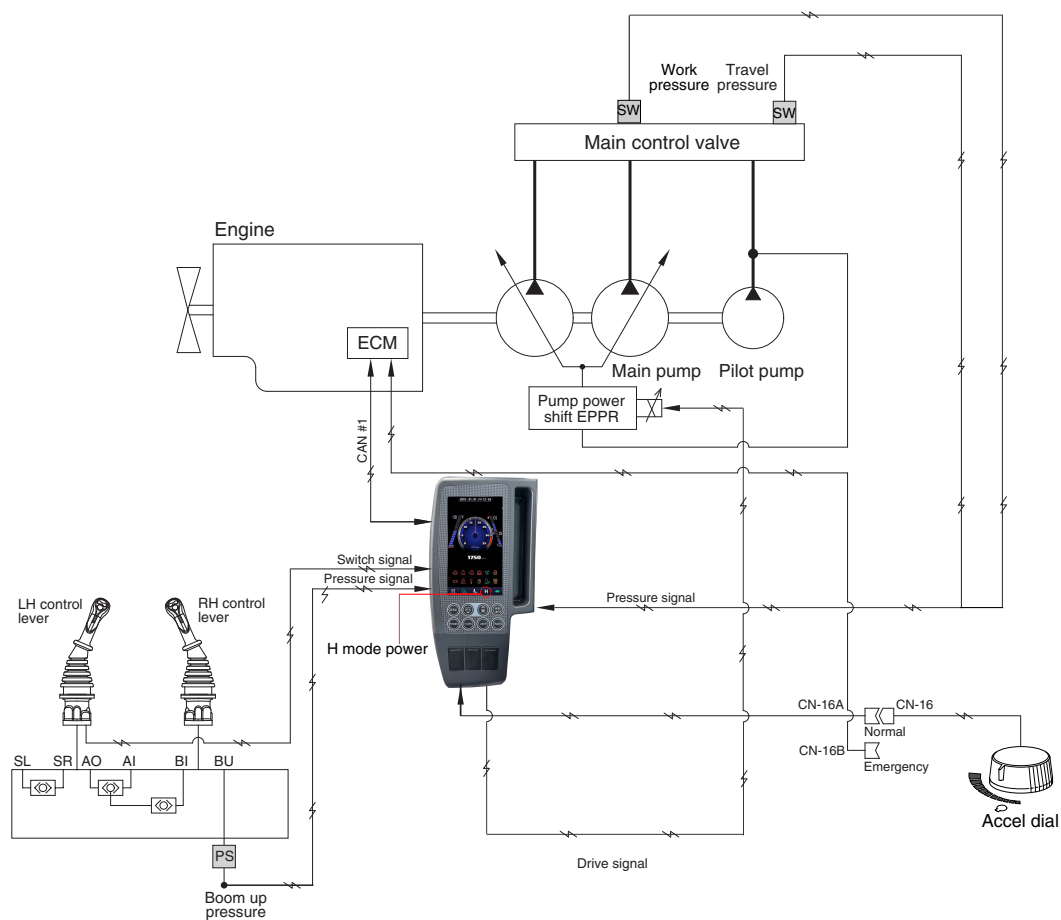 Work pressure
Travel pressure
SW
SW
Main control valve
Engine
ECM
Main pump
Pilot pump
Pump power
shift EPPR
CAN #1
1750
Switch signal
Pressure signal
LH control
lever
RH control
lever
Pressure signal
H
H mode power
CN-16A
CN-16
Normal
CN-16B
Emergency
SL
SR
AO
AI
BI
BU
Accel dial
PS
Drive signal
Boom up
pressure